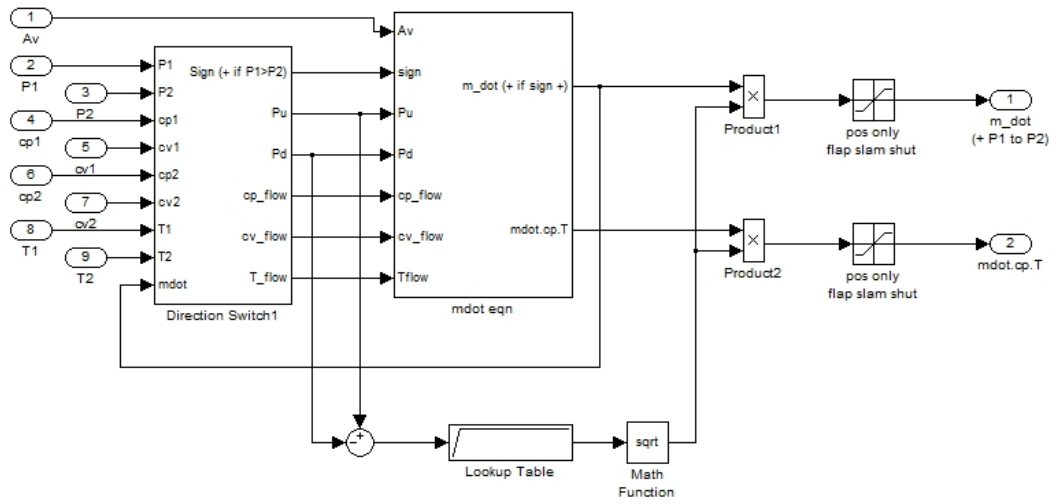 1
Av
2
P1
3
P2
4
cp1
5
cv1
6
cp2
7
cv2
8
T1
9
T2
P1
P2
cp1
cv1
cp2
cv2
T1
T2
mdot
Sign (+ if P1>P2)
Pu
Pd
cp_flow
cv_flow
T_flow
Direction Switch1
Av
sign
Pu
Pd
cp_flow
cv_flow
Tflow
m_dot (+ if sign +)
mdot.cp.T
mdot eqn
×
Product1
×
Product2
pos only
flap slam shut
pos only
flap slam shut
1
m_dot
(+ P1 to P2)
2
mdot.cp.T
+
-
Lookup Table
sqrt
Math
Function